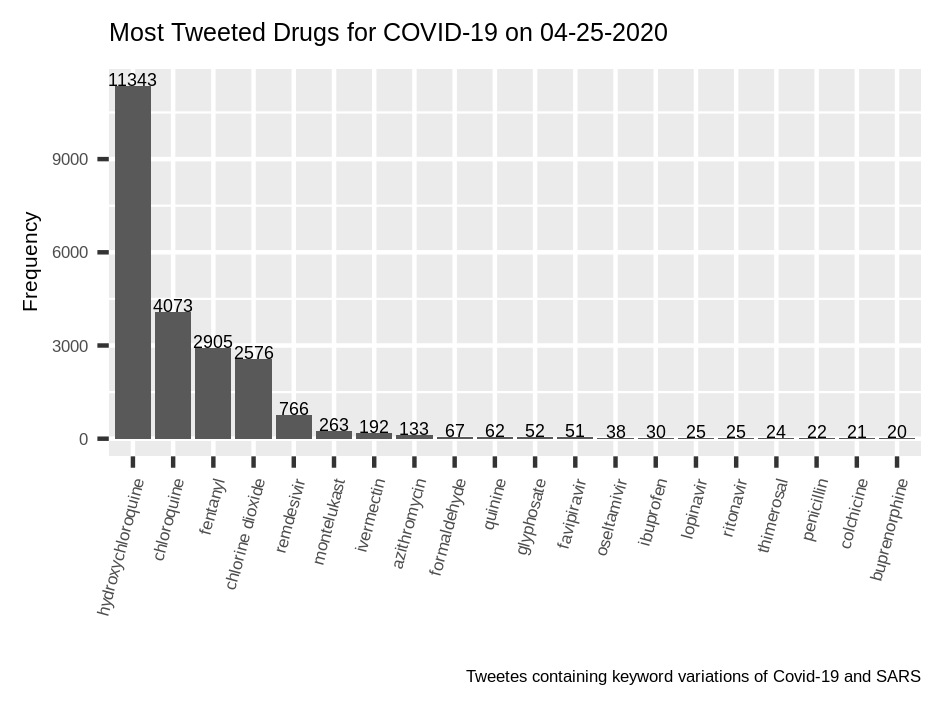 Most Tweeted Drugs for COVID-19 on 04-25-2020
Frequency
9000
6000
3000
0
11343
4073
2905
2576
766
263
192
133
67
62
52
51
38
30
25
25
24
22
21
20
hydroxychloroquine
chloroquine
fentanyl
chlorine dioxide
remdesivir
montelukast
ivermectin
azithromycin
formaldehyde
quinine
glyphosate
favipiravir
oseltamivir
ibuprofen
lopinavir
ritonavir
thimerosal
penicillin
colchicine
buprenorphine
Tweetes containing keyword variations of Covid-19 and SARS